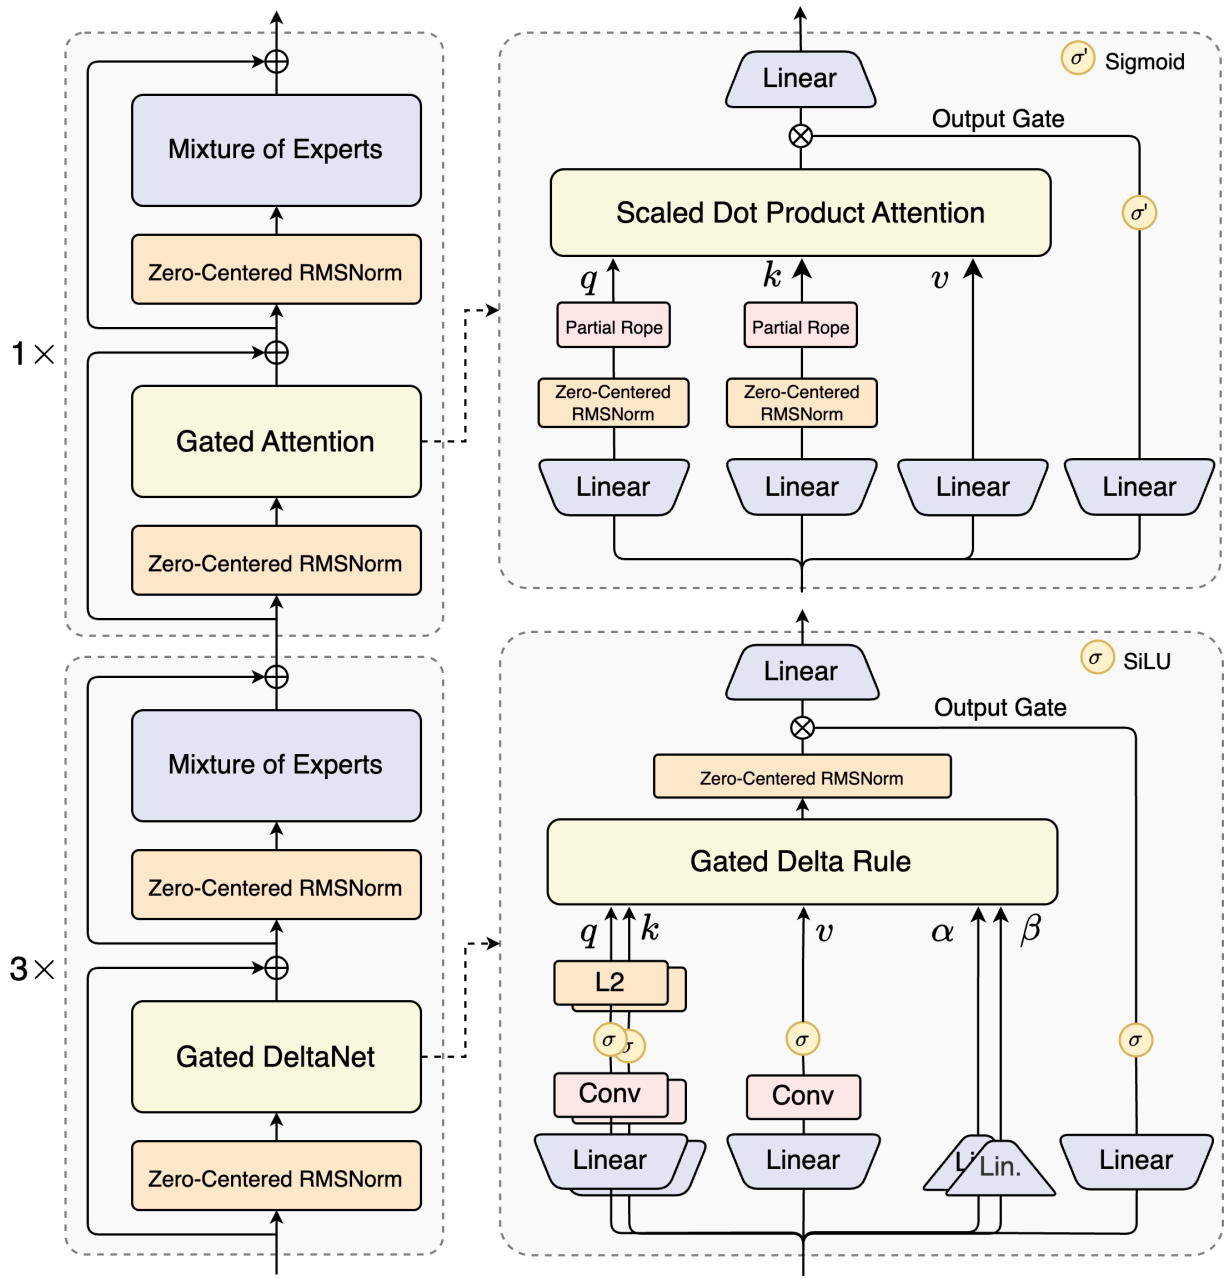 Mixture of Experts
Zero-Centered RMSNorm
1×
Gated Attention
Zero-Centered RMSNorm
Mixture of Experts
Zero-Centered RMSNorm
3×
Gated DeltaNet
Zero-Centered RMSNorm
σ' Sigmoid
Linear
Output Gate
σ'
Scaled Dot Product Attention
q k v
Partial Rope Partial Rope
Zero-Centered
RMSNorm
Zero-Centered
RMSNorm
Linear Linear Linear Linear
σ SiLU
Linear
Output Gate
Zero-Centered RMSNorm
Gated Delta Rule
q k v α β
L2
σ σ σ σ
Conv Conv
Linear Linear Li Lin. Linear